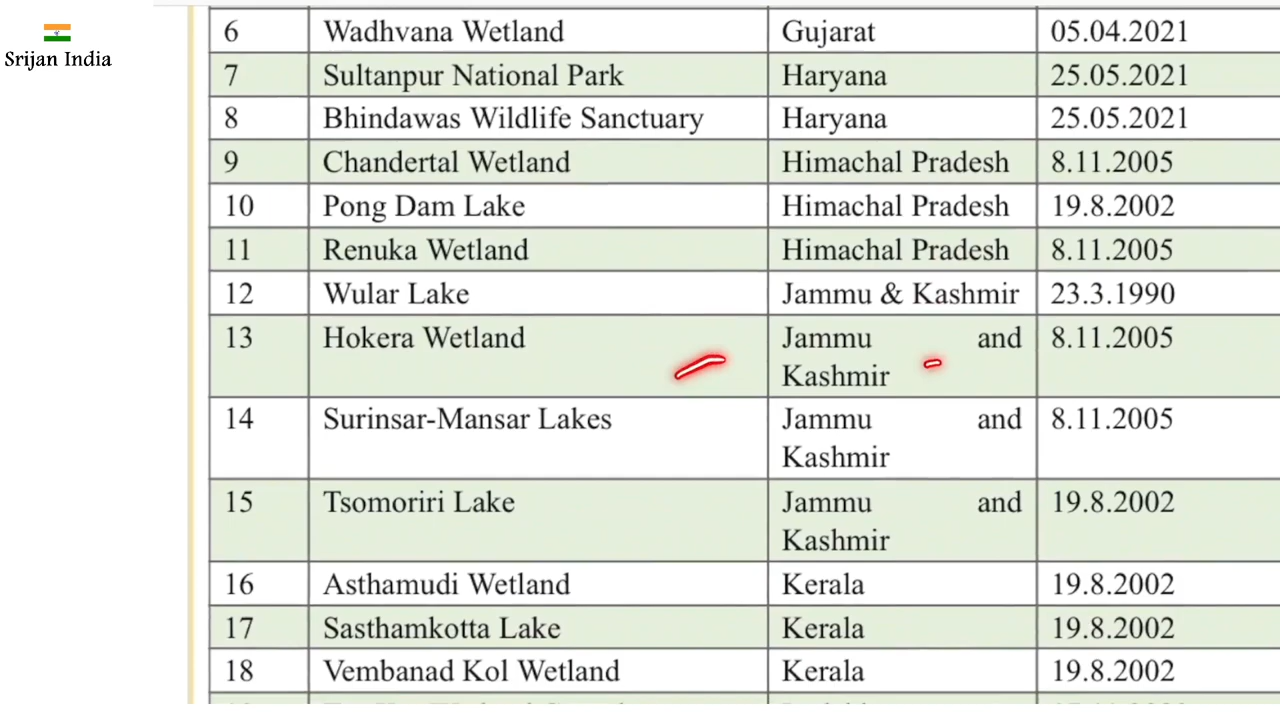 Srijan India
6 Wadhvana Wetland Gujarat 05.04.2021
7 Sultanpur National Park Haryana 25.05.2021
8 Bhindawas Wildlife Sanctuary Haryana 25.05.2021
9 Chandertal Wetland Himachal Pradesh 8.11.2005
10 Pong Dam Lake Himachal Pradesh 19.8.2002
11 Renuka Wetland Himachal Pradesh 8.11.2005
12 Wular Lake Jammu & Kashmir 23.3.1990
13 Hokera Wetland Jammu and 8.11.2005
Kashmir
14 Surinsar-Mansar Lakes Jammu and 8.11.2005
Kashmir
15 Tsomoriri Lake Jammu and 19.8.2002
Kashmir
16 Asthamudi Wetland Kerala 19.8.2002
17 Sasthamkotta Lake Kerala 19.8.2002
18 Vembanad Kol Wetland Kerala 19.8.2002